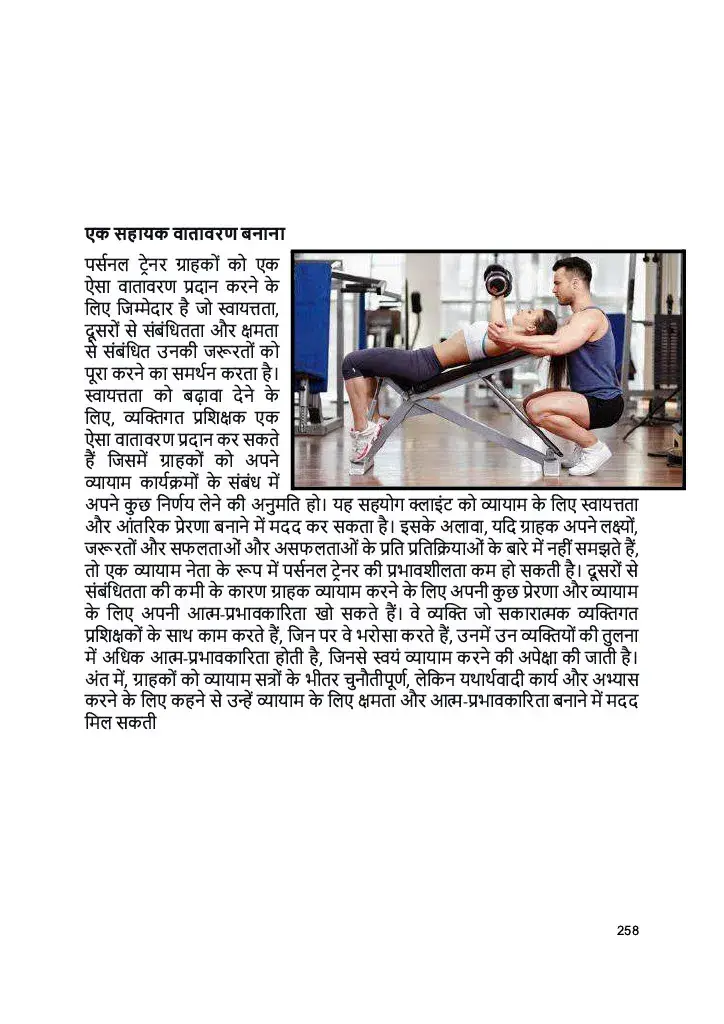 एक सहायक वातावरण बनाना
पर्सनल ट्रेनर ग्राहकों को एक
ऐसा वातावरण प्रदान करने के
लिए जिम्मेदार है जो स्वायत्तता,
दूसरों से संबंधितता और क्षमता
से संबंधित उनकी जरूरतों को
पूरा करने का समर्थन करता है।
स्वायत्तता को बढ़ावा देने के
लिए, व्यक्तिगत प्रशिक्षक एक
ऐसा वातावरण प्रदान कर सकते
हैं जिसमें ग्राहकों को अपने
व्यायाम कार्यक्रमों के संबंध में
अपने कुछ निर्णय लेने की अनुमति हो। यह सहयोग क्लाइंट को व्यायाम के लिए स्वायत्तता
और आंतरिक प्रेरणा बनाने में मदद कर सकता है। इसके अलावा, यदि ग्राहक अपने लक्ष्यों,
जरूरतों और सफलताओं और असफलताओं के प्रति प्रतिक्रियाओं के बारे में नहीं समझते हैं,
तो एक व्यायाम नेता के रूप में पर्सनल ट्रेनर की प्रभावशीलता कम हो सकती है। दूसरों से
संबंधितता की कमी के कारण ग्राहक व्यायाम करने के लिए अपनी कुछ प्रेरणा और व्यायाम
के लिए अपनी आत्म-प्रभावकारिता खो सकते हैं। वे व्यक्ति जो सकारात्मक व्यक्तिगत
प्रशिक्षकों के साथ काम करते हैं, जिन पर वे भरोसा करते हैं, उनमें उन व्यक्तियों की तुलना
में अधिक आत्म-प्रभावकारिता होती है, जिनसे स्वयं व्यायाम करने की अपेक्षा की जाती है।
अंत में, ग्राहकों को व्यायाम सत्रों के भीतर चुनौतीपूर्ण, लेकिन यथार्थवादी कार्य और अभ्यास
करने के लिए कहने से उन्हें व्यायाम के लिए क्षमता और आत्म-प्रभावकारिता बनाने में मदद
मिल सकती
258